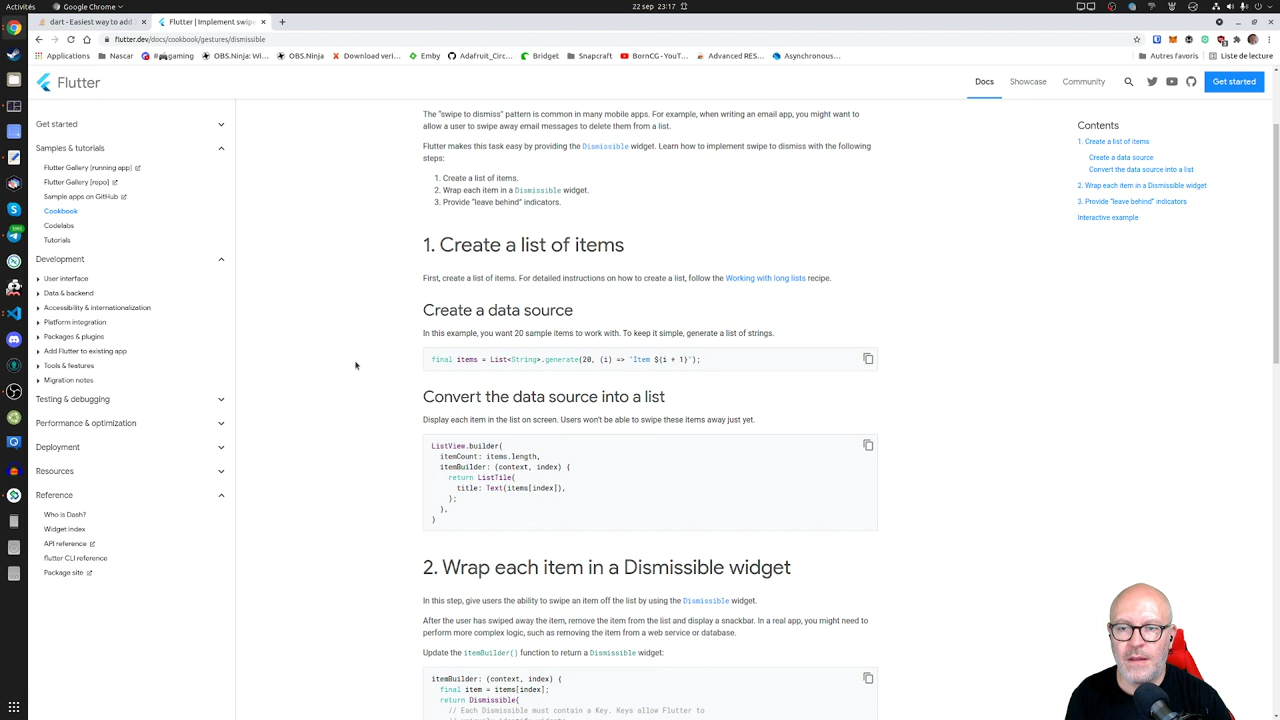 Activités
Google Chrome
22 sep 23:17
dart - Easiest way to add
Flutter | Implement swipe
flutter.dev/docs/cookbook/gestures/dismissible
Applications
Nascar
OBS.Ninja: Wi...
OBS.Ninja
Download veri...
Emby
Adafruit_Circ...
Bridget
Snapcraft
BornCG - YouT...
Advanced RES...
Asynchronous...
Autres favoris
Liste de lecture
Flutter
Docs
Showcase
Community
Get started
Get started
Samples & tutorials
Flutter Gallery [running app]
Flutter Gallery [repo]
Sample apps on GitHub
Cookbook
Codelabs
Tutorials
Development
User interface
Data & backend
Accessibility & internationalization
Platform integration
Packages & plugins
Add Flutter to existing app
Tools & features
Migration notes
Testing & debugging
Performance & optimization
Deployment
Resources
Reference
Who is Dash?
Widget index
API reference
flutter CLI reference
Package site
The "swipe to dismiss" pattern is common in many mobile apps. For example, when writing an email app, you might want to
allow a user to swipe away email messages to delete them from a list.
Flutter makes this task easy by providing the Dismissible widget. Learn how to implement swipe to dismiss with the following
steps:
1. Create a list of items.
2. Wrap each item in a Dismissible widget.
3. Provide "leave behind" indicators.
1. Create a list of items
First, create a list of items. For detailed instructions on how to create a list, follow the Working with long lists recipe.
Create a data source
In this example, you want 20 sample items to work with. To keep it simple, generate a list of strings.
final items = List<String>.generate(20, (i) => 'Item ${i + 1}');
Convert the data source into a list
Display each item in the list on screen. Users won't be able to swipe these items away just yet.
ListView.builder(
itemCount: items.length,
itemBuilder: (context, index) {
return ListTile(
title: Text(items[index]),
);
},
)
2. Wrap each item in a Dismissible widget
In this step, give users the ability to swipe an item off the list by using the Dismissible widget.
After the user has swiped away the item, remove the item from the list and display a snackbar. In a real app, you might need to
perform more complex logic, such as removing the item from a web service or database.
Update the itemBuilder() function to return a Dismissible widget:
itemBuilder: (context, index) {
final item = items[index];
return Dismissible(
// Each Dismissible must contain a Key. Keys allow Flutter to
Contents
1. Create a list of items
Create a data source
Convert the data source into a list
2. Wrap each item in a Dismissible widget
3. Provide "leave behind" indicators
Interactive example